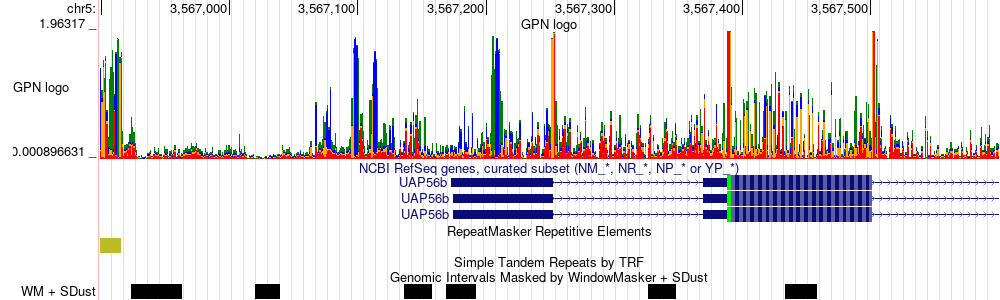 chr5: 3,567,000 3,567,100 3,567,200 3,567,300 3,567,400 3,567,500
1.96317 _ GPN logo
GPN logo
0.000896631 _
NCBI RefSeq genes, curated subset (NM_*, NR_*, NP_* or YP_*)
UAP56b
UAP56b
UAP56b
RepeatMasker Repetitive Elements
Simple Tandem Repeats by TRF
Genomic Intervals Masked by WindowMasker + SDust
WM + SDust